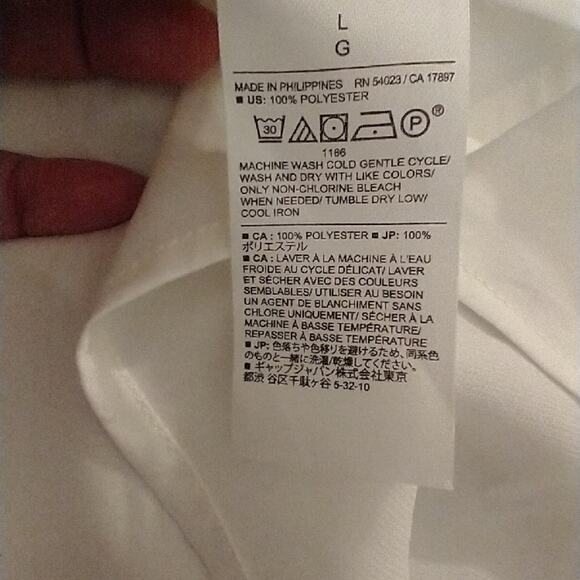 L
G
MADE IN PHILIPPINES RN 54023 / CA 17897
■ US: 100% POLYESTER
30 P ®
1166
MACHINE WASH COLD GENTLE CYCLE/
WASH AND DRY WITH LIKE COLORS/
ONLY NON-CHLORINE BLEACH
WHEN NEEDED/ TUMBLE DRY LOW/
COOL IRON
■ CA : 100% POLYESTER ■ JP: 100%
ポリエステル
■ CA : LAVER À LA MACHINE À L'EAU
FROIDE AU CYCLE DÉLICAT/ LAVER
ET SÉCHER AVEC DES COULEURS
SEMBLABLES/ UTILISER AU BESOIN
UN AGENT DE BLANCHIMENT SANS
CHLORE UNIQUEMENT/ SÉCHER À LA
MACHINE À BASSE TEMPÉRATURE/
REPASSER À BASSE TEMPÉRATURE
■ JP: 色落ちや色移りを避けるため、同系色
のものと一緒に洗濯/乾燥してください。
■ ギャップジャパン株式会社東京
都渋 谷区千駄ヶ谷 5-32-10